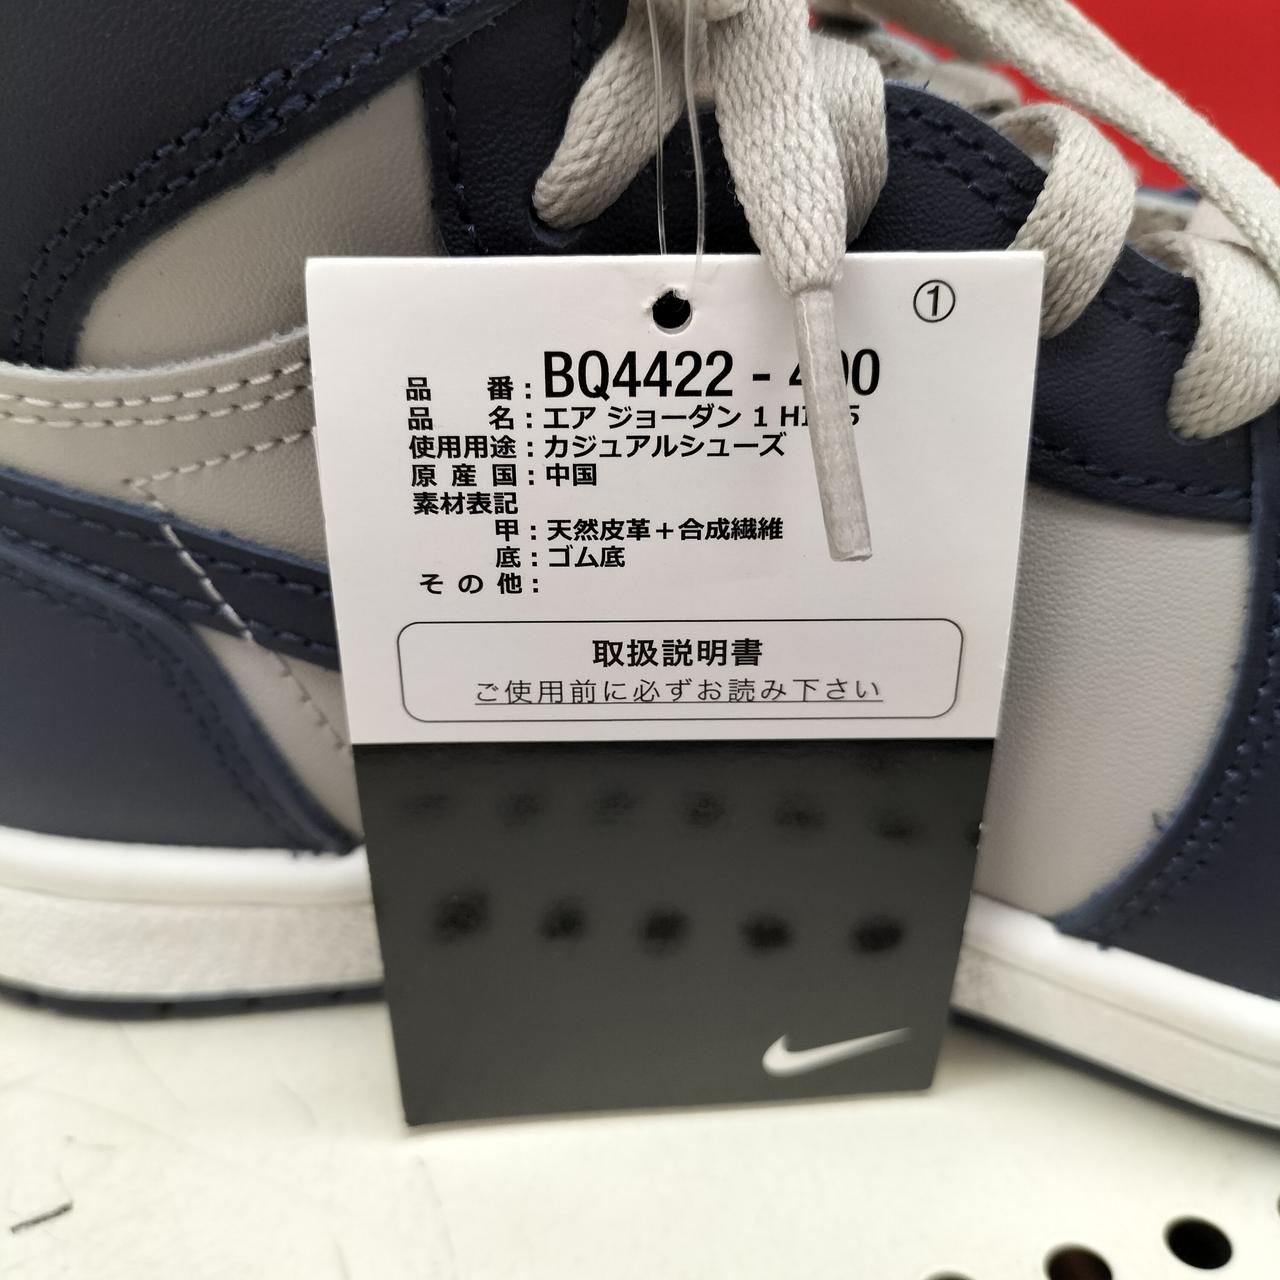 ①
品 番 : BQ4422 - 400
品 名 : エア ジョーダン 1 HI 85
使用用途 : カジュアルシューズ
原 産 国 : 中国
素材表記
甲 : 天然皮革＋合成繊維
底 : ゴム底
そ の 他 :
取扱説明書
ご使用前に必ずお読み下さい